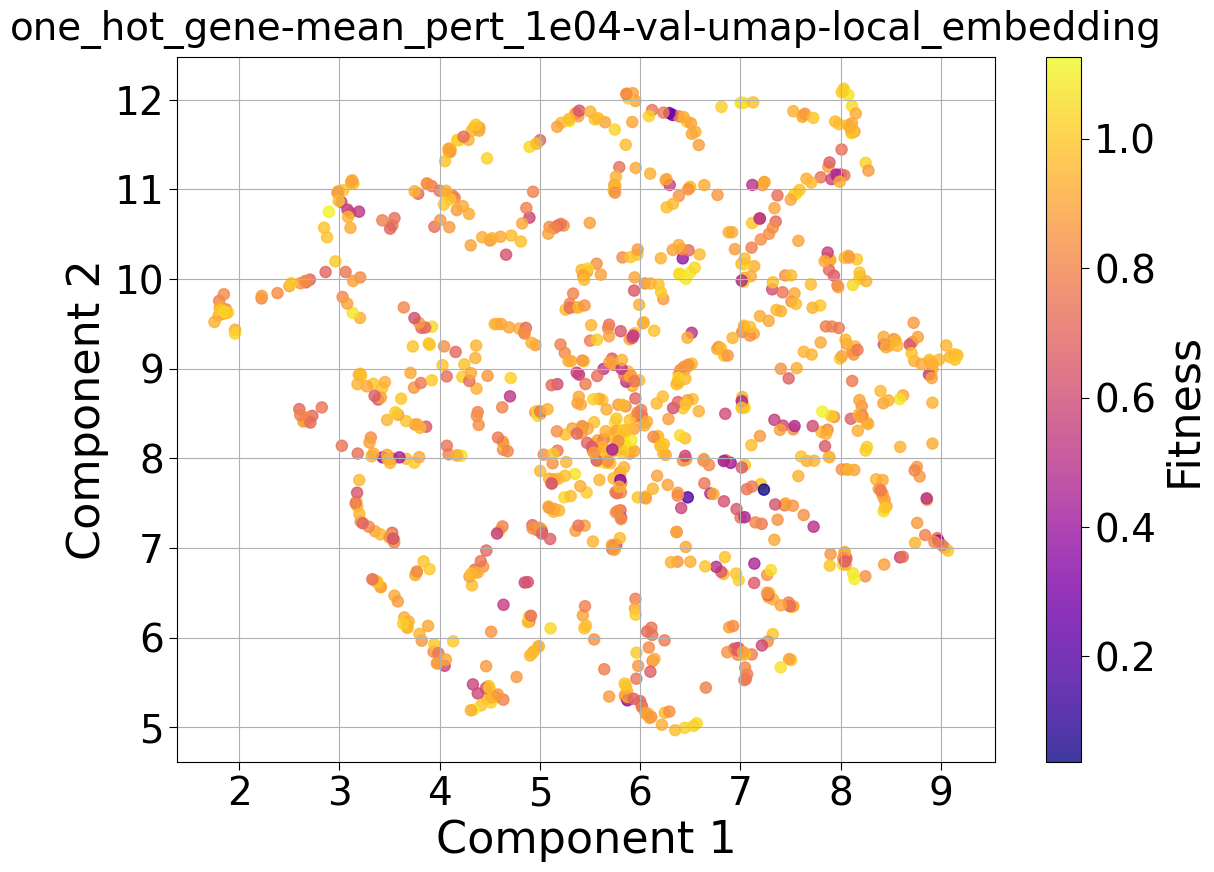 one_hot_gene-mean_pert_1e04-val-umap-local_embedding
12
11
10
9
8
7
6
5
Component 2
2 3 4 5 6 7 8 9
Component 1
1.0
0.8
0.6
0.4
0.2
Fitness